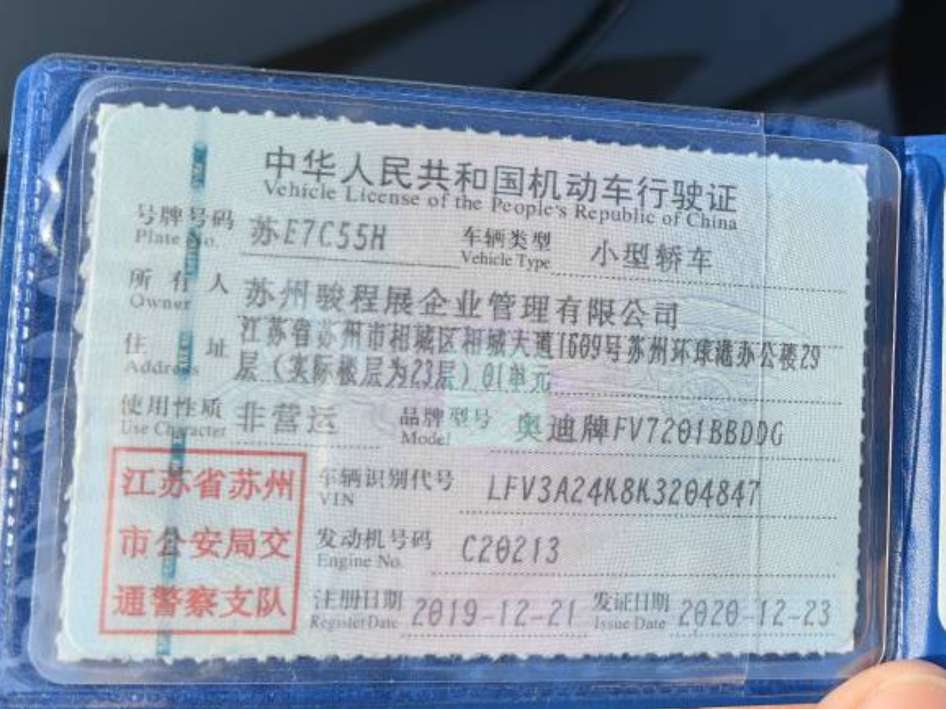 中华人民共和国机动车行驶证
Vehicle License of the People's Republic of China
号牌号码 苏E7C55H 车辆类型 小型轿车
Plate No. Vehicle Type
所有人 苏州骏程展企业管理有限公司
Owner
住址 江苏省苏州市相城区相城大道1609号苏州环球港办公楼29
Address 层（实际楼层为23层）01单元
使用性质 非营运 品牌型号 奥迪牌FV7201BBDDG
Use Character Model
江苏省苏州 车辆识别代号 LFV3A24K8K3204847
VIN
市公安局交 发动机号码 C20213
Engine No.
通警察支队 注册日期 2019-12-21 发证日期 2020-12-23
Register Date Issue Date